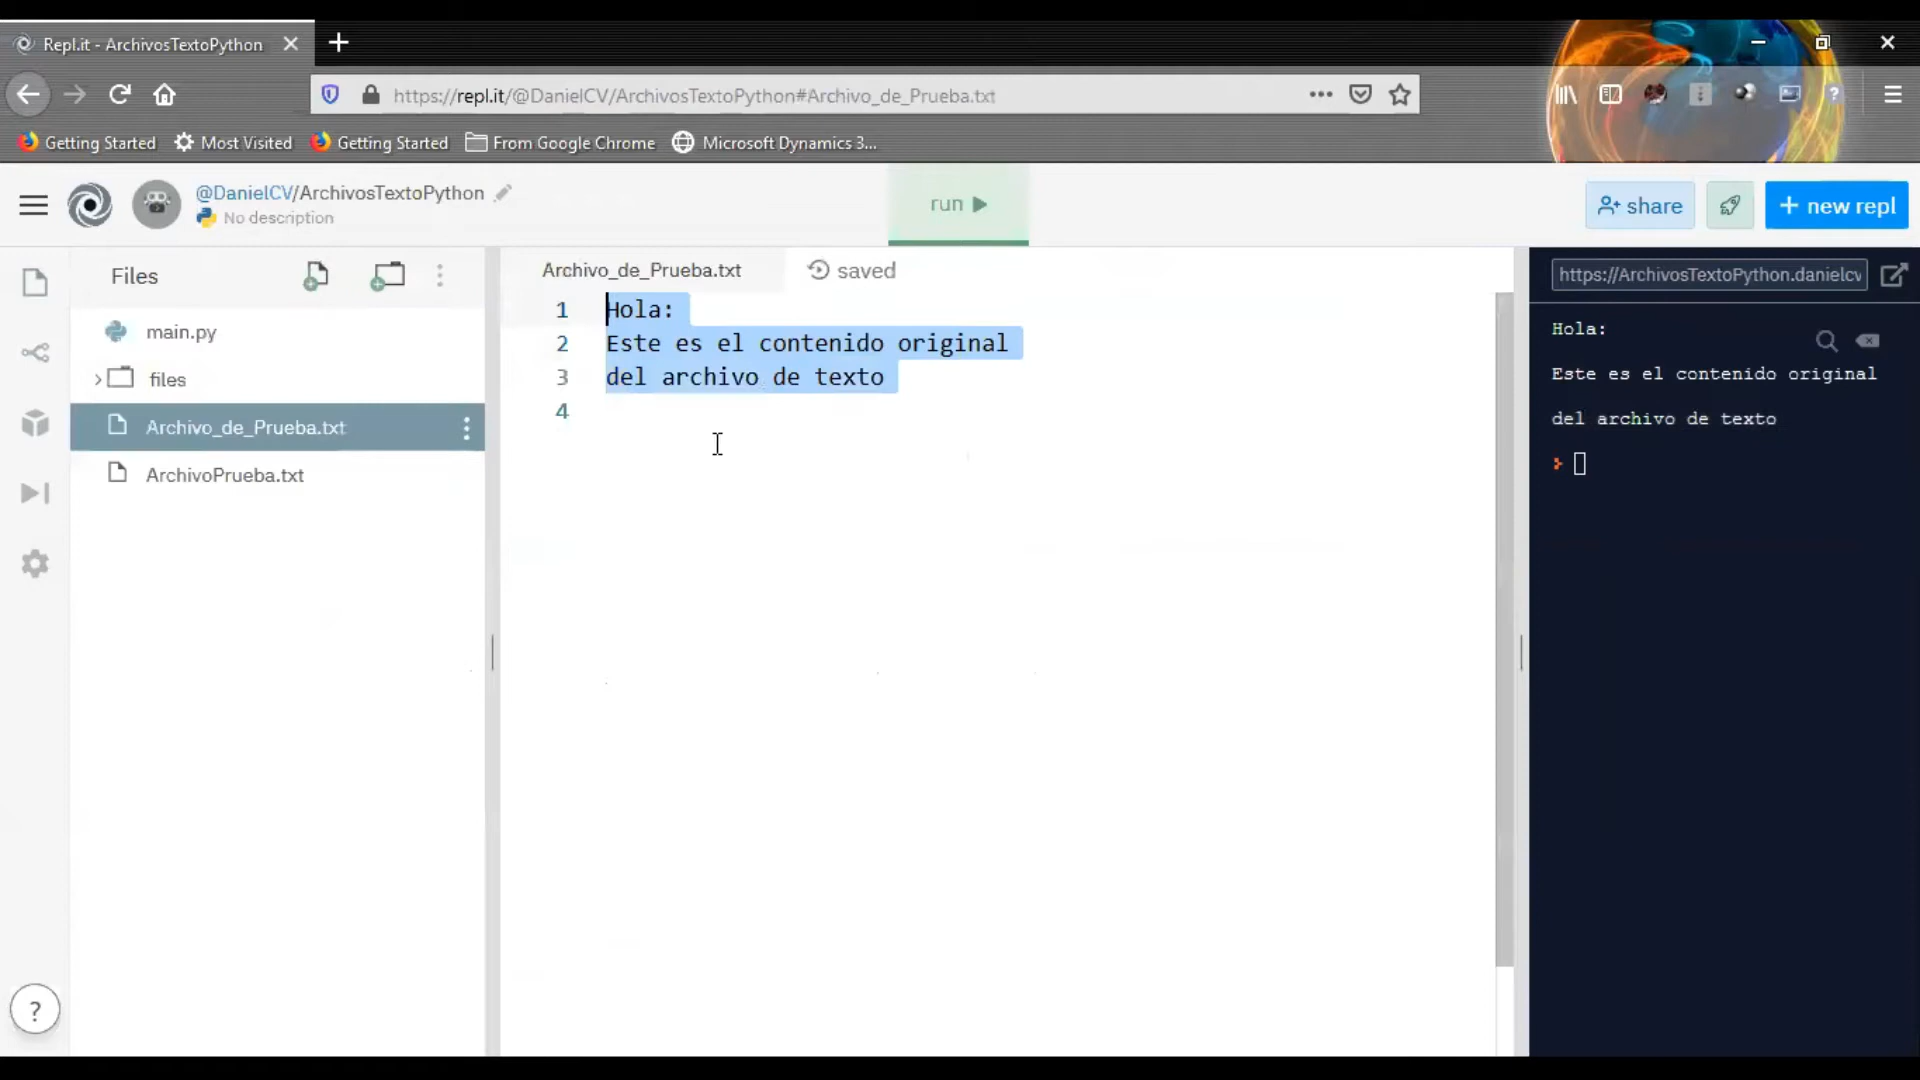 Repl.it - ArchivosTextoPython
https://repl.it/@DanielCV/ArchivosTextoPython#Archivo_de_Prueba.txt
Getting Started
Most Visited
Getting Started
From Google Chrome
Microsoft Dynamics 3...
@DanielCV/ArchivosTextoPython
No description
run
share
+ new repl
Files
main.py
files
Archivo_de_Prueba.txt
ArchivoPrueba.txt
Archivo_de_Prueba.txt
saved
1 Hola:
2 Este es el contenido original
3 del archivo de texto
4
https://ArchivosTextoPython.danielcv
Hola:
Este es el contenido original
del archivo de texto
?